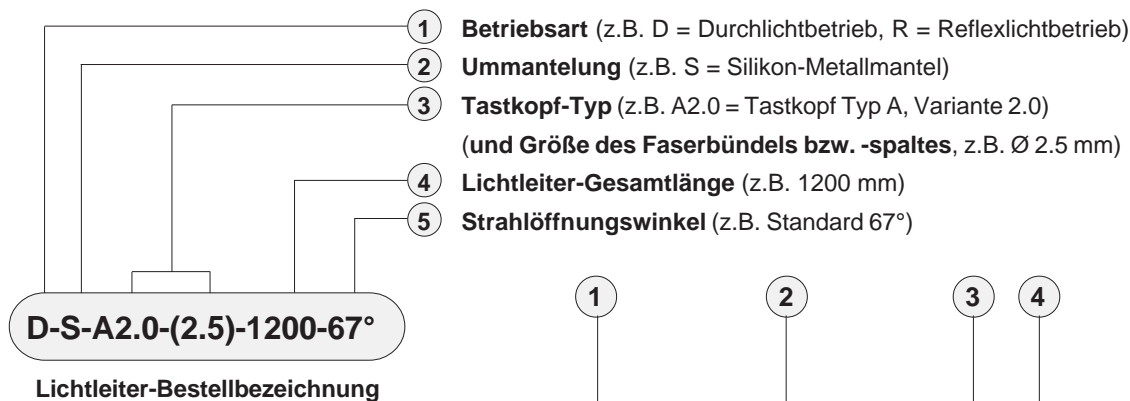 1 Betriebsart (z.B. D = Durchlichtbetrieb, R = Reflexlichtbetrieb)
2 Ummantelung (z.B. S = Silikon-Metallmantel)
3 Tastkopf-Typ (z.B. A2.0 = Tastkopf Typ A, Variante 2.0)
(und Größe des Faserbündels bzw. -spaltes, z.B. Ø 2.5 mm)
4 Lichtleiter-Gesamtlänge (z.B. 1200 mm)
5 Strahlöffnungswinkel (z.B. Standard 67°)
1 2 3 4
D-S-A2.0-(2.5)-1200-67°
Lichtleiter-Bestellbezeichnung